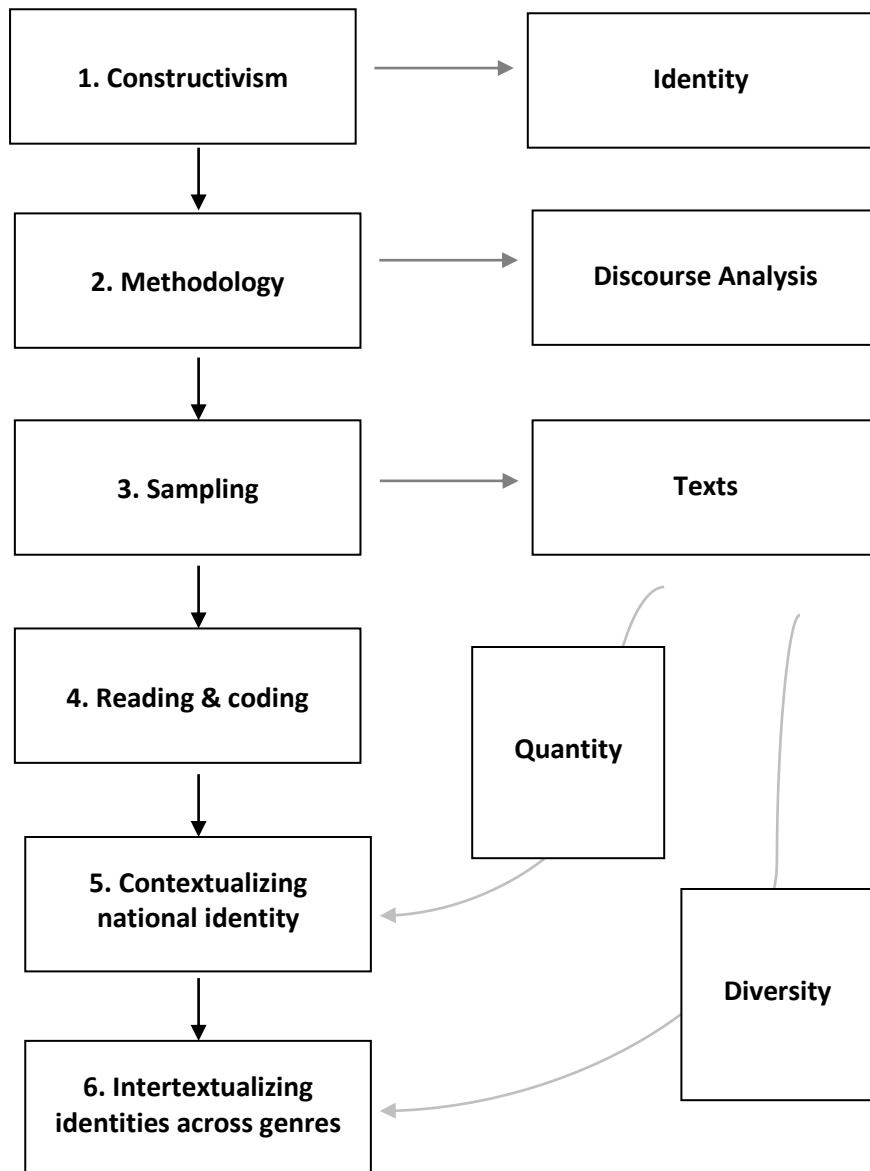 1. Constructivism
Identity
2. Methodology
Discourse Analysis
3. Sampling
Texts
4. Reading & coding
Quantity
5. Contextualizing
national identity
Diversity
6. Intertextualizing
identities across genres